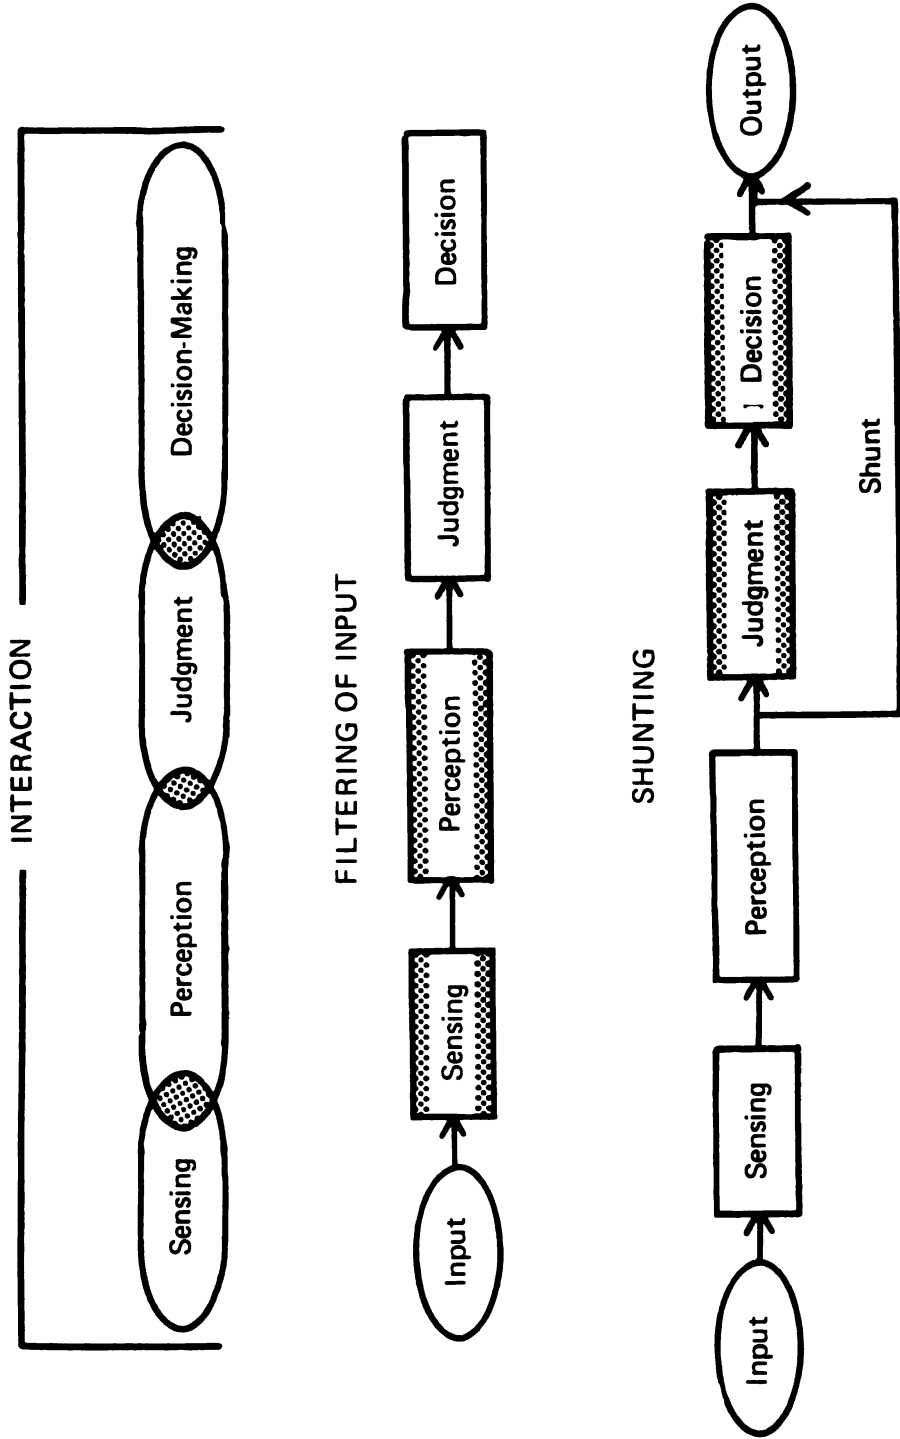 INTERACTION
Sensing
Perception
Judgment
Decision-Making
FILTERING OF INPUT
Input
Sensing
Perception
Judgment
Decision
SHUNTING
Input
Sensing
Perception
Judgment
Decision
Output
Shunt